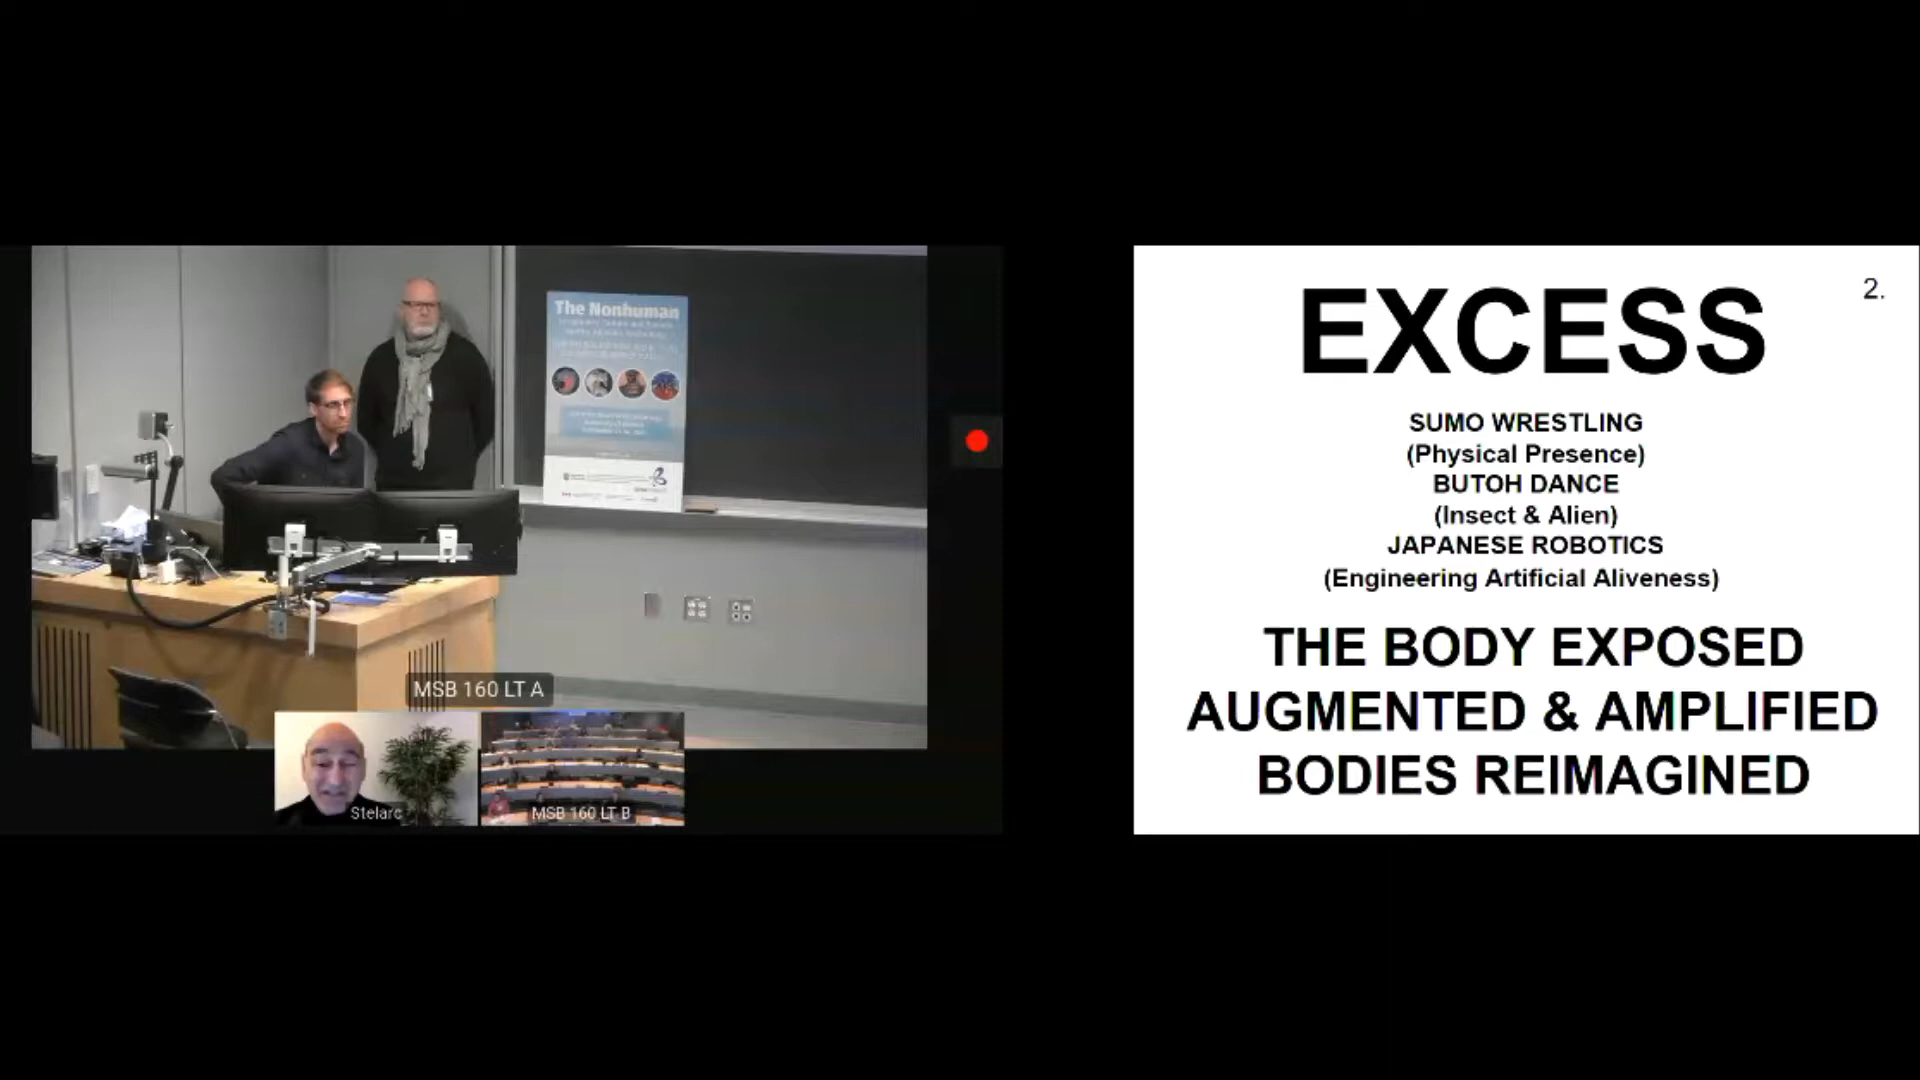 The Nonhuman
MSB 160 LT A
Stelarc
MSB 160 LT B
2.
EXCESS
SUMO WRESTLING
(Physical Presence)
BUTOH DANCE
(Insect & Alien)
JAPANESE ROBOTICS
(Engineering Artificial Aliveness)
THE BODY EXPOSED
AUGMENTED & AMPLIFIED
BODIES REIMAGINED